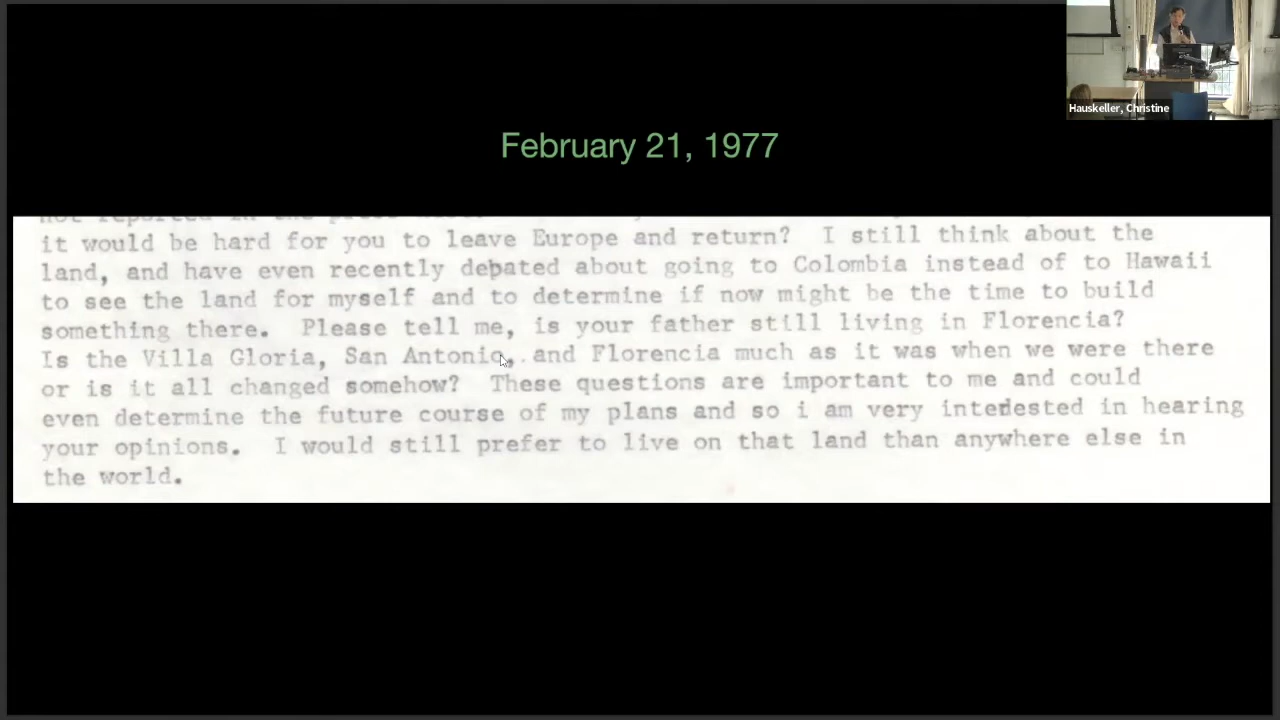 Hauskeller, Christine
February 21, 1977
not reported in the press
it would be hard for you to leave Europe and return? I still think about the
land, and have even recently debated about going to Colombia instead of to Hawaii
to see the land for myself and to determine if now might be the time to build
something there. Please tell me, is your father still living in Florencia?
Is the Villa Gloria, San Antonio, and Florencia much as it was when we were there
or is it all changed somehow? These questions are important to me and could
even determine the future course of my plans and so i am very interested in hearing
your opinions. I would still prefer to live on that land than anywhere else in
the world.